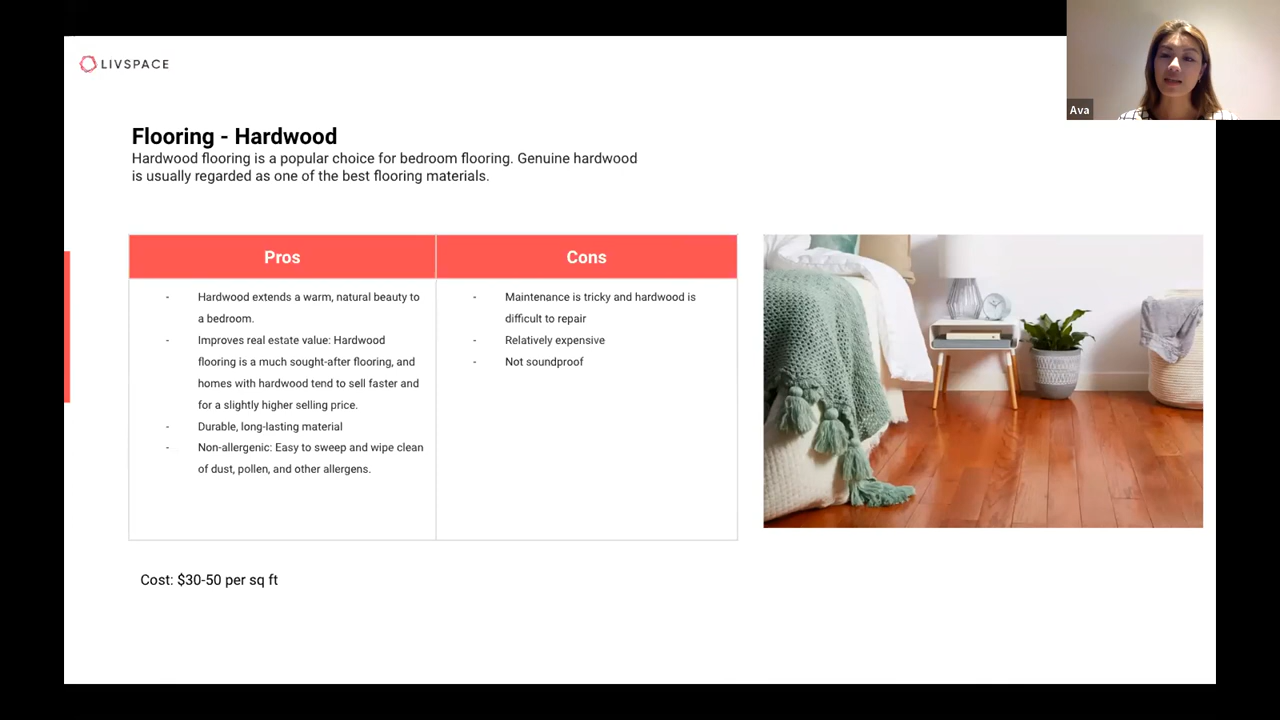 LIVSPACE
Ava
Flooring - Hardwood
Hardwood flooring is a popular choice for bedroom flooring. Genuine hardwood
is usually regarded as one of the best flooring materials.
Pros
Cons
- Hardwood extends a warm, natural beauty to
a bedroom.
- Improves real estate value: Hardwood
flooring is a much sought-after flooring, and
homes with hardwood tend to sell faster and
for a slightly higher selling price.
- Durable, long-lasting material
- Non-allergenic: Easy to sweep and wipe clean
of dust, pollen, and other allergens.
- Maintenance is tricky and hardwood is
difficult to repair
- Relatively expensive
- Not soundproof
Cost: $30-50 per sq ft